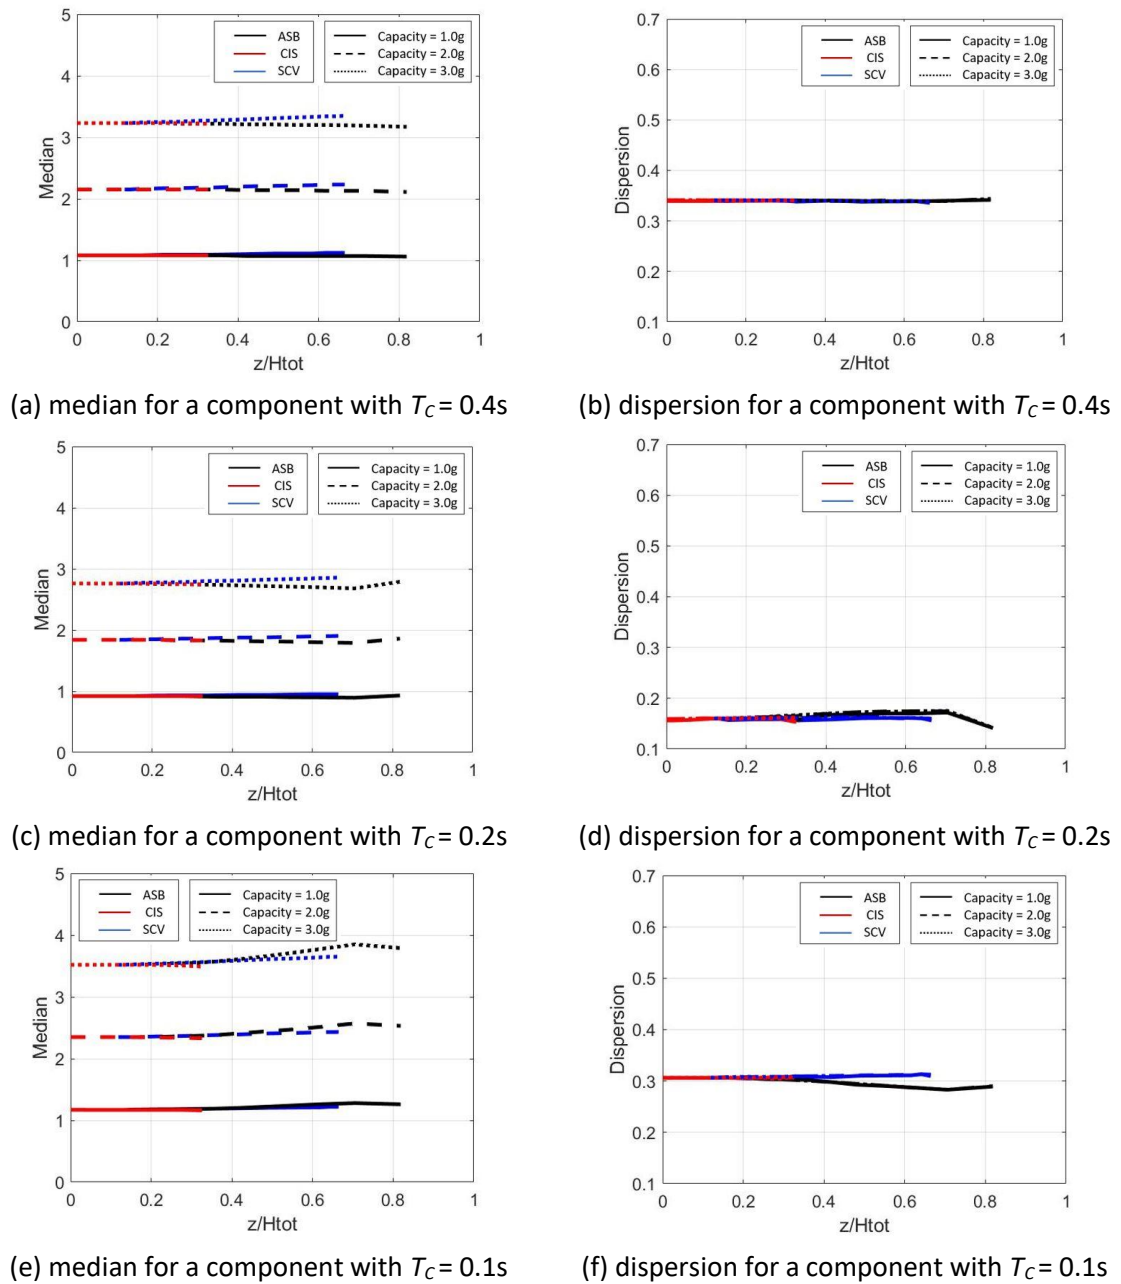 5
4
3
2
1
0
Median
ASB
CIS
SCV
Capacity = 1.0g
Capacity = 2.0g
Capacity = 3.0g
0 0.2 0.4 0.6 0.8 1
z/Htot
0.7
0.6
0.5
0.4
0.3
0.2
0.1
Dispersion
ASB
CIS
SCV
Capacity = 1.0g
Capacity = 2.0g
Capacity = 3.0g
0 0.2 0.4 0.6 0.8 1
z/Htot
(a) median for a component with TC = 0.4s
(b) dispersion for a component with TC = 0.4s
5
4
3
2
1
0
Median
ASB
CIS
SCV
Capacity = 1.0g
Capacity = 2.0g
Capacity = 3.0g
0 0.2 0.4 0.6 0.8 1
z/Htot
0.7
0.6
0.5
0.4
0.3
0.2
0.1
Dispersion
ASB
CIS
SCV
Capacity = 1.0g
Capacity = 2.0g
Capacity = 3.0g
0 0.2 0.4 0.6 0.8 1
z/Htot
(c) median for a component with TC = 0.2s
(d) dispersion for a component with TC = 0.2s
5
4
3
2
1
0
Median
ASB
CIS
SCV
Capacity = 1.0g
Capacity = 2.0g
Capacity = 3.0g
0 0.2 0.4 0.6 0.8 1
z/Htot
0.7
0.6
0.5
0.4
0.3
0.2
0.1
Dispersion
ASB
CIS
SCV
Capacity = 1.0g
Capacity = 2.0g
Capacity = 3.0g
0 0.2 0.4 0.6 0.8 1
z/Htot
(e) median for a component with TC = 0.1s
(f) dispersion for a component with TC = 0.1s